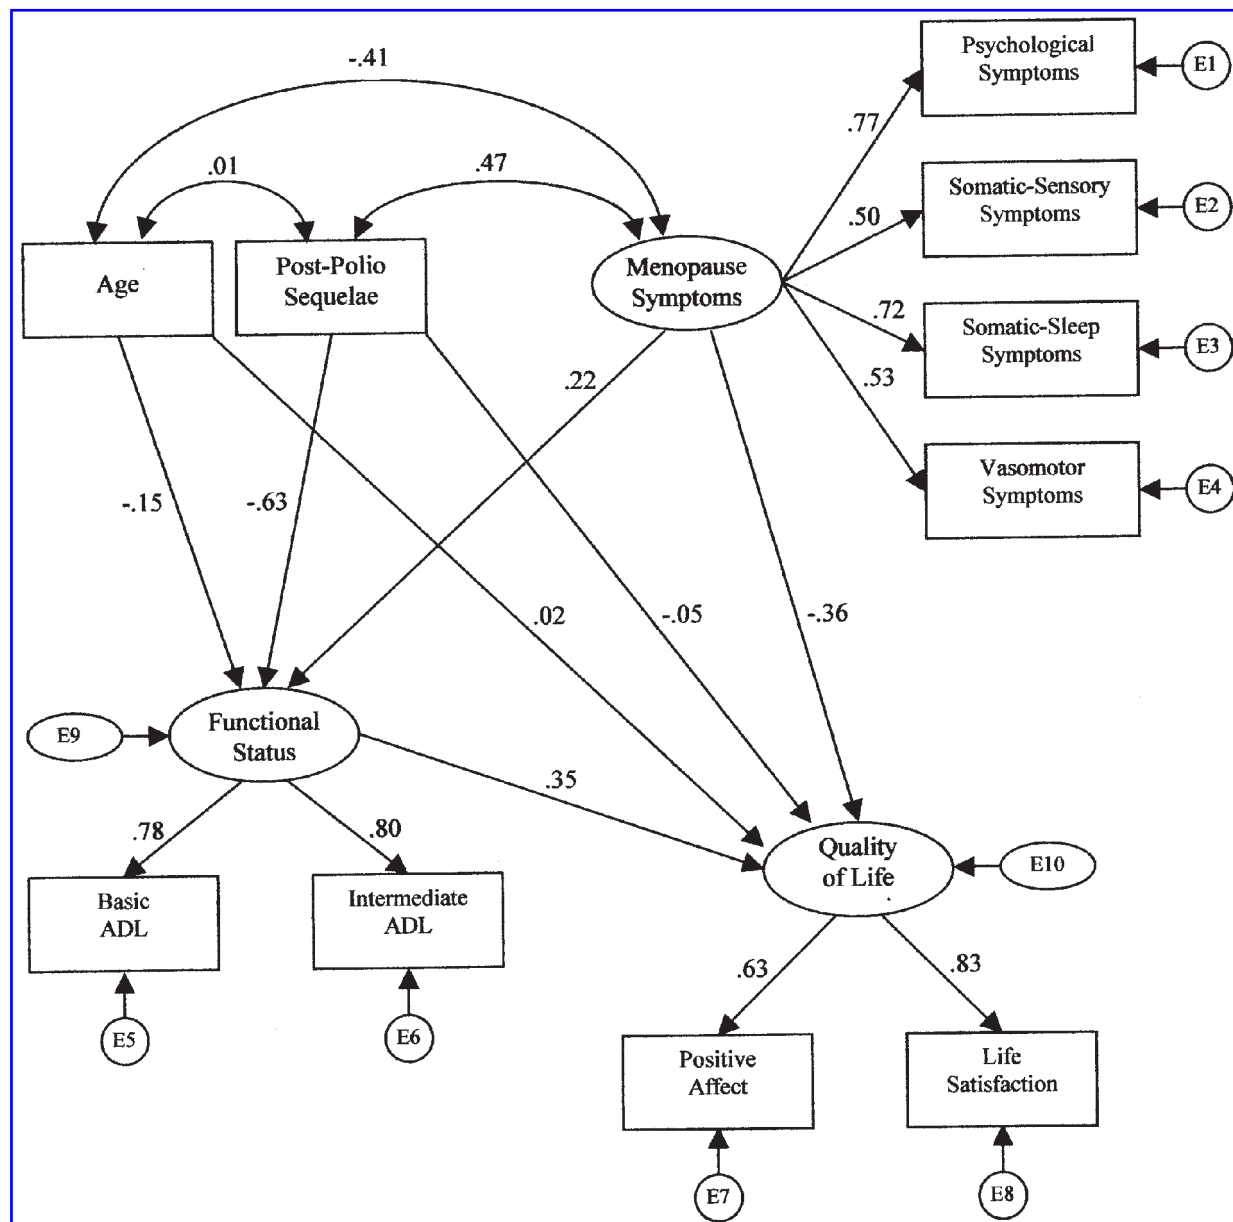 -.41
.01
.47
Age
Post-Polio
Sequelae
Menopause
Symptoms
.77
.50
.72
.53
Psychological
Symptoms
E1
Somatic-Sensory
Symptoms
E2
Somatic-Sleep
Symptoms
E3
Vasomotor
Symptoms
E4
.22
-.15
-.63
.02
-.05
-.36
E9
Functional
Status
.35
.78
.80
Basic
ADL
Intermediate
ADL
E5
E6
Quality
of Life
E10
.63
.83
Positive
Affect
Life
Satisfaction
E7
E8